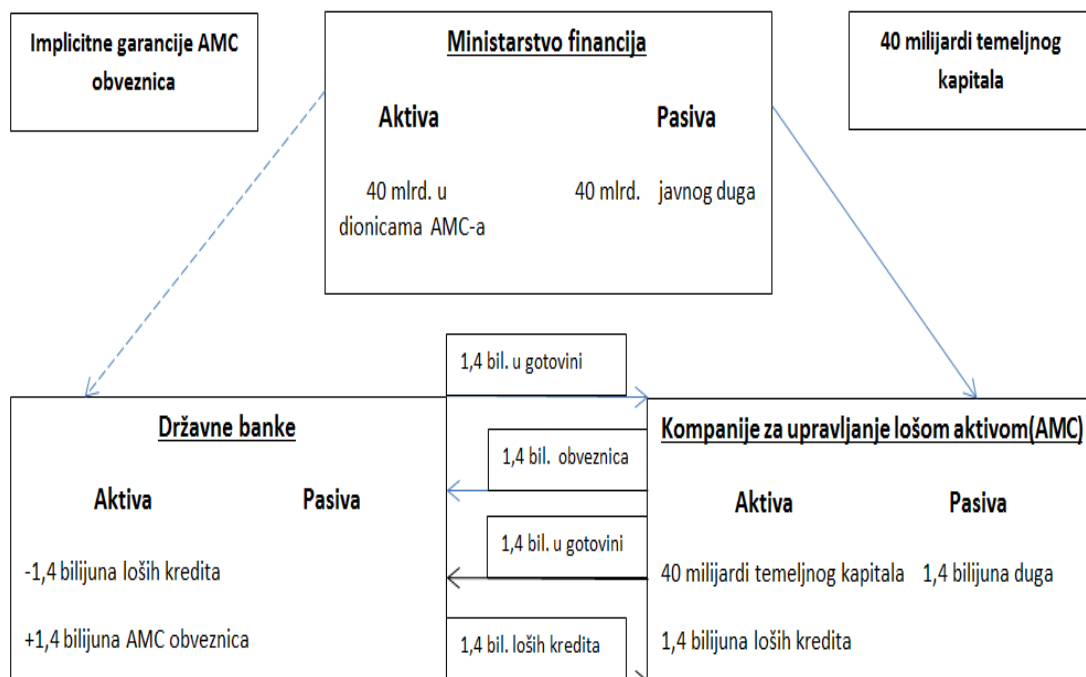 Implicitne garancije AMC
obveznica
Ministarstvo financija
Aktiva Pasiva
40 mlrd. u
dionicama AMC-a
40 mlrd. javnog duga
40 milijardi temeljnog
kapitala
1,4 bil. u gotovini
1,4 bil. obveznica
1,4 bil. u gotovini
1,4 bil. loših kredita
Državne banke
Aktiva Pasiva
-1,4 bilijuna loših kredita
+1,4 bilijuna AMC obveznica
Kompanije za upravljanje lošom aktivom(AMC)
Aktiva Pasiva
40 milijardi temeljnog kapitala 1,4 bilijuna duga
1,4 bilijuna loših kredita